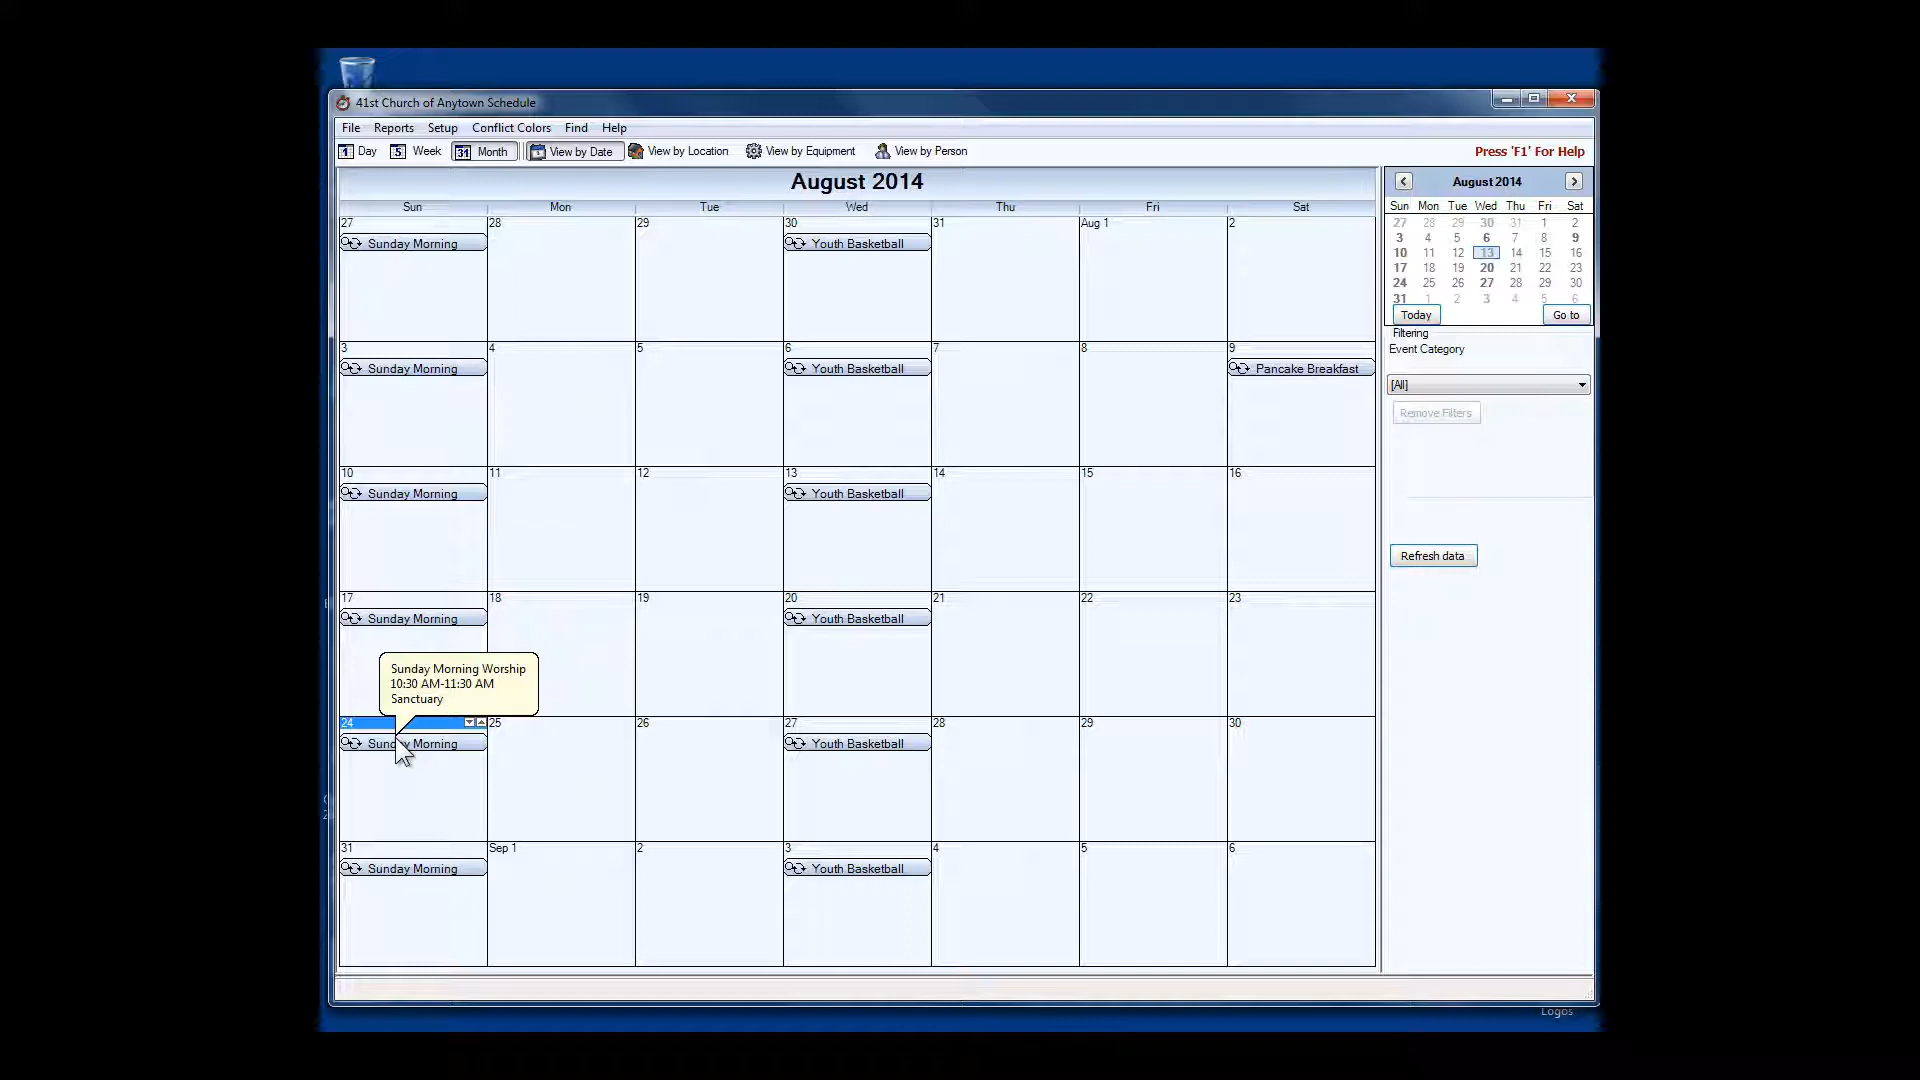 41st Church of Anytown Schedule
File Reports Setup Conflict Colors Find Help
1 Day 5 Week 31 Month View by Date View by Location View by Equipment View by Person Press 'F1' For Help
August 2014
Sun Mon Tue Wed Thu Fri Sat
27 28 29 30 31 Aug 1 2
Sunday Morning Youth Basketball
3 4 5 6 7 8 9
Sunday Morning Youth Basketball Pancake Breakfast
10 11 12 13 14 15 16
Sunday Morning Youth Basketball
17 18 19 20 21 22 23
Sunday Morning Youth Basketball
Sunday Morning Worship
10:30 AM-11:30 AM
Sanctuary
24 25 26 27 28 29 30
Sunday Morning Youth Basketball
31 Sep 1 2 3 4 5 6
Sunday Morning Youth Basketball
August 2014
Sun Mon Tue Wed Thu Fri Sat
27 28 29 30 31 1 2
3 4 5 6 7 8 9
10 11 12 13 14 15 16
17 18 19 20 21 22 23
24 25 26 27 28 29 30
31 1 2 3 4 5 6
Today Go to
Filtering
Event Category
[All]
Remove Filters
Refresh data
Logos